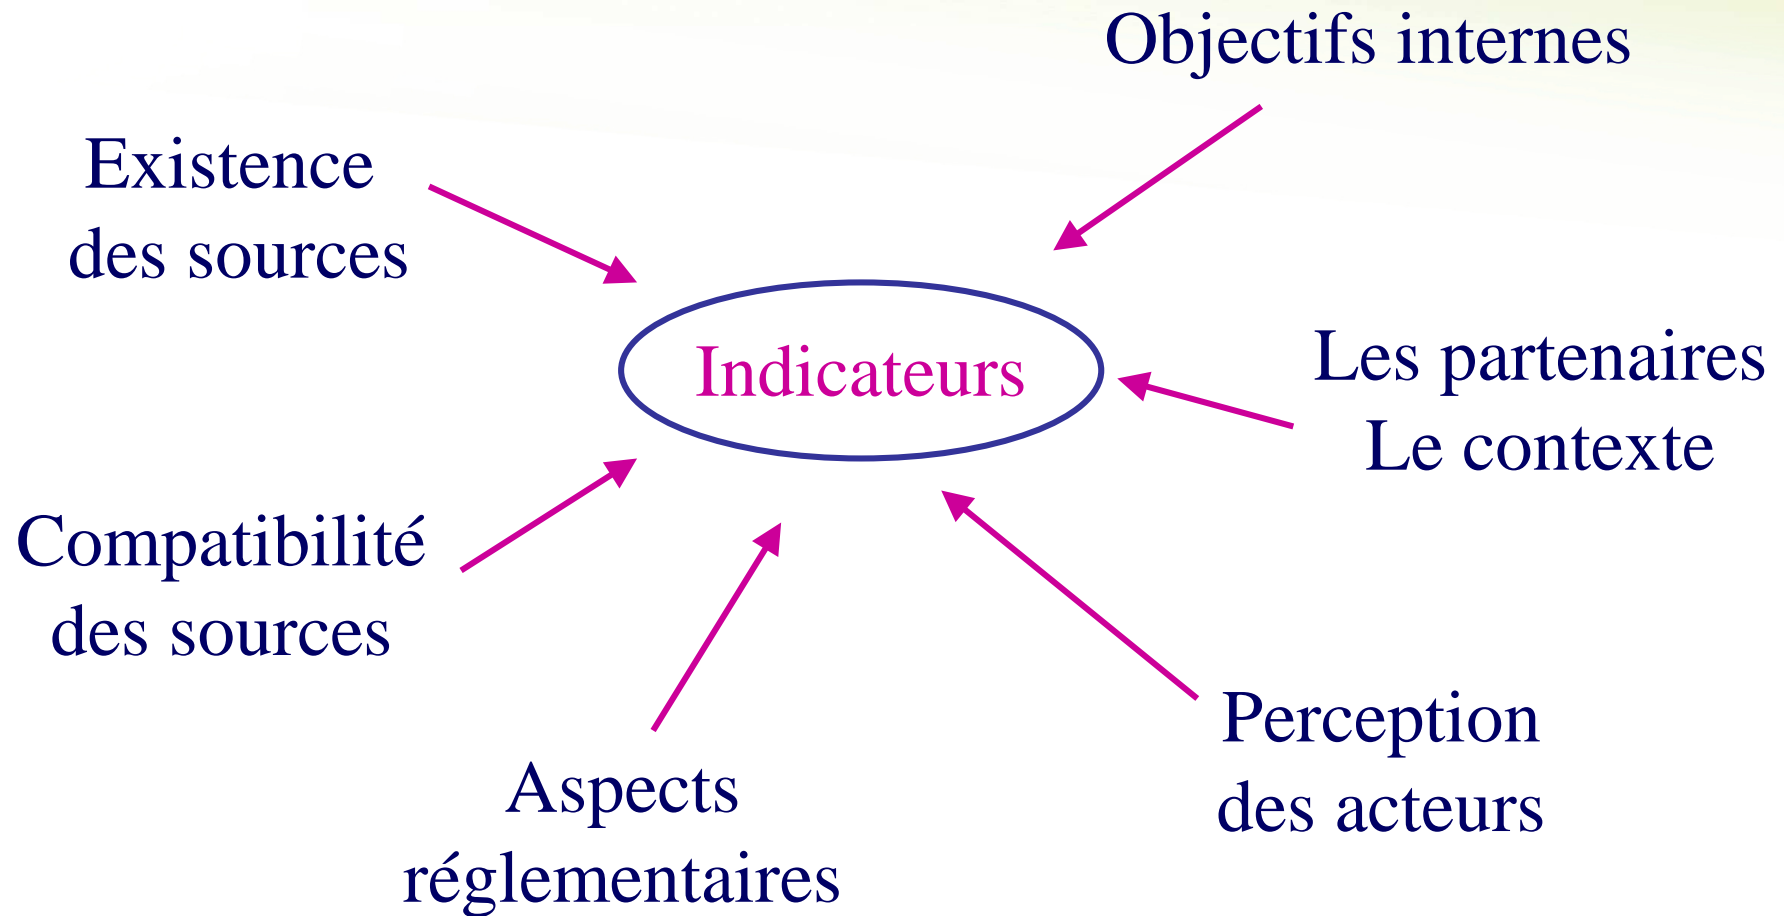 Objectifs internes
Existence
des sources
Indicateurs
Les partenaires
Le contexte
Compatibilité
des sources
Perception
des acteurs
Aspects
réglementaires